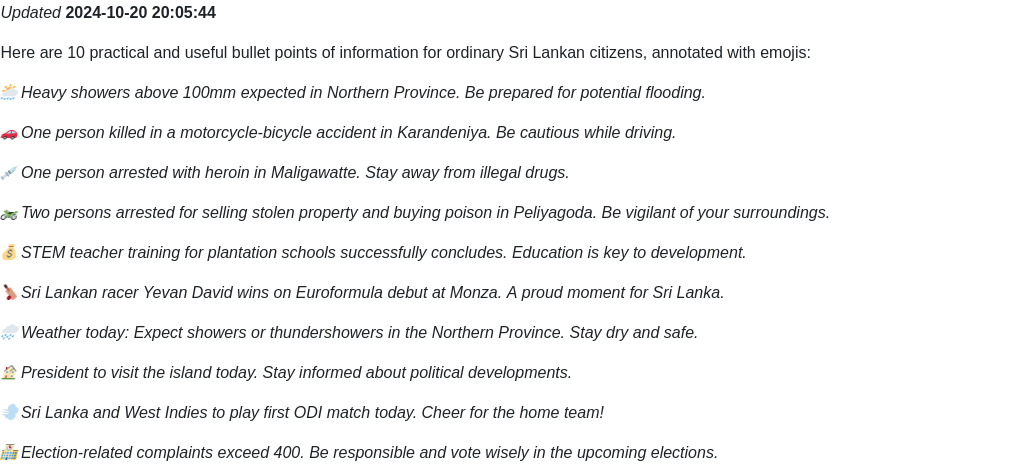 Updated 2024-10-20 20:05:44
Here are 10 practical and useful bullet points of information for ordinary Sri Lankan citizens, annotated with emojis:
Heavy showers above 100mm expected in Northern Province. Be prepared for potential flooding.
One person killed in a motorcycle-bicycle accident in Karandeniya. Be cautious while driving.
One person arrested with heroin in Maligawatte. Stay away from illegal drugs.
Two persons arrested for selling stolen property and buying poison in Peliyagoda. Be vigilant of your surroundings.
STEM teacher training for plantation schools successfully concludes. Education is key to development.
Sri Lankan racer Yevan David wins on Euroformula debut at Monza. A proud moment for Sri Lanka.
Weather today: Expect showers or thundershowers in the Northern Province. Stay dry and safe.
President to visit the island today. Stay informed about political developments.
Sri Lanka and West Indies to play first ODI match today. Cheer for the home team!
Election-related complaints exceed 400. Be responsible and vote wisely in the upcoming elections.